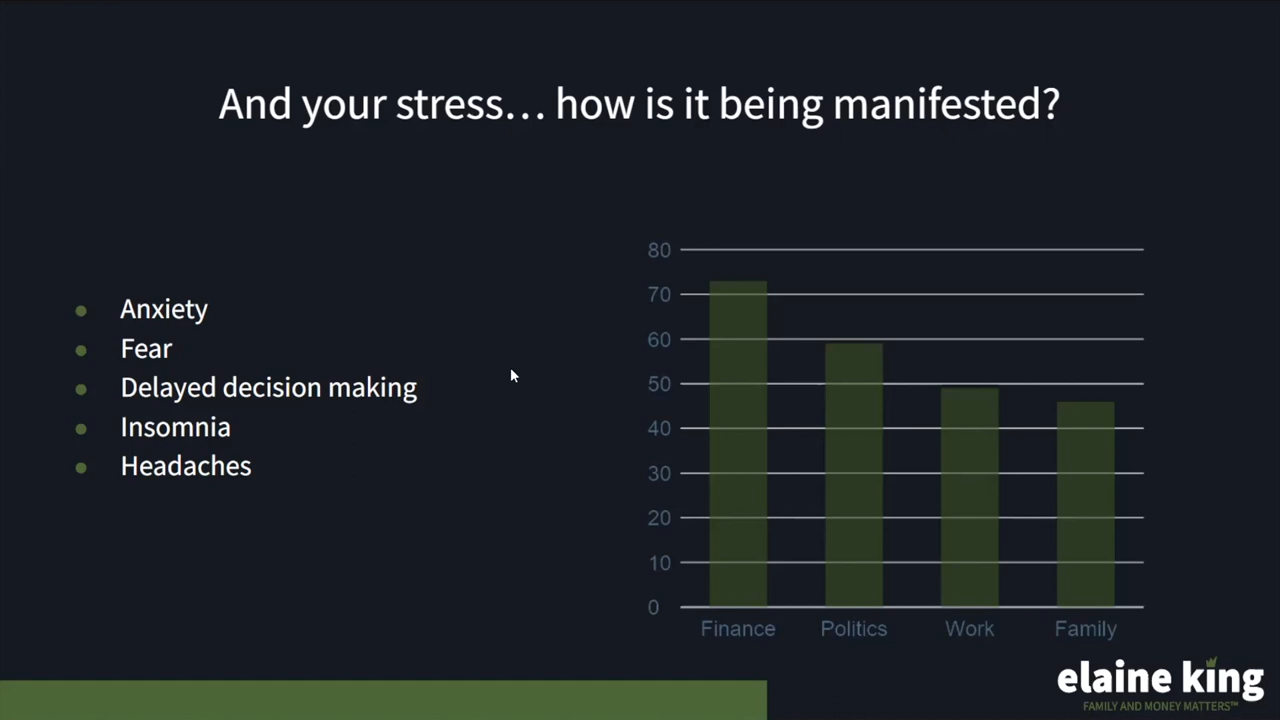 And your stress… how is it being manifested?
Anxiety
Fear
Delayed decision making
Insomnia
Headaches
80
70
60
50
40
30
20
10
0
Finance Politics Work Family
elaine king
FAMILY AND MONEY MATTERS™